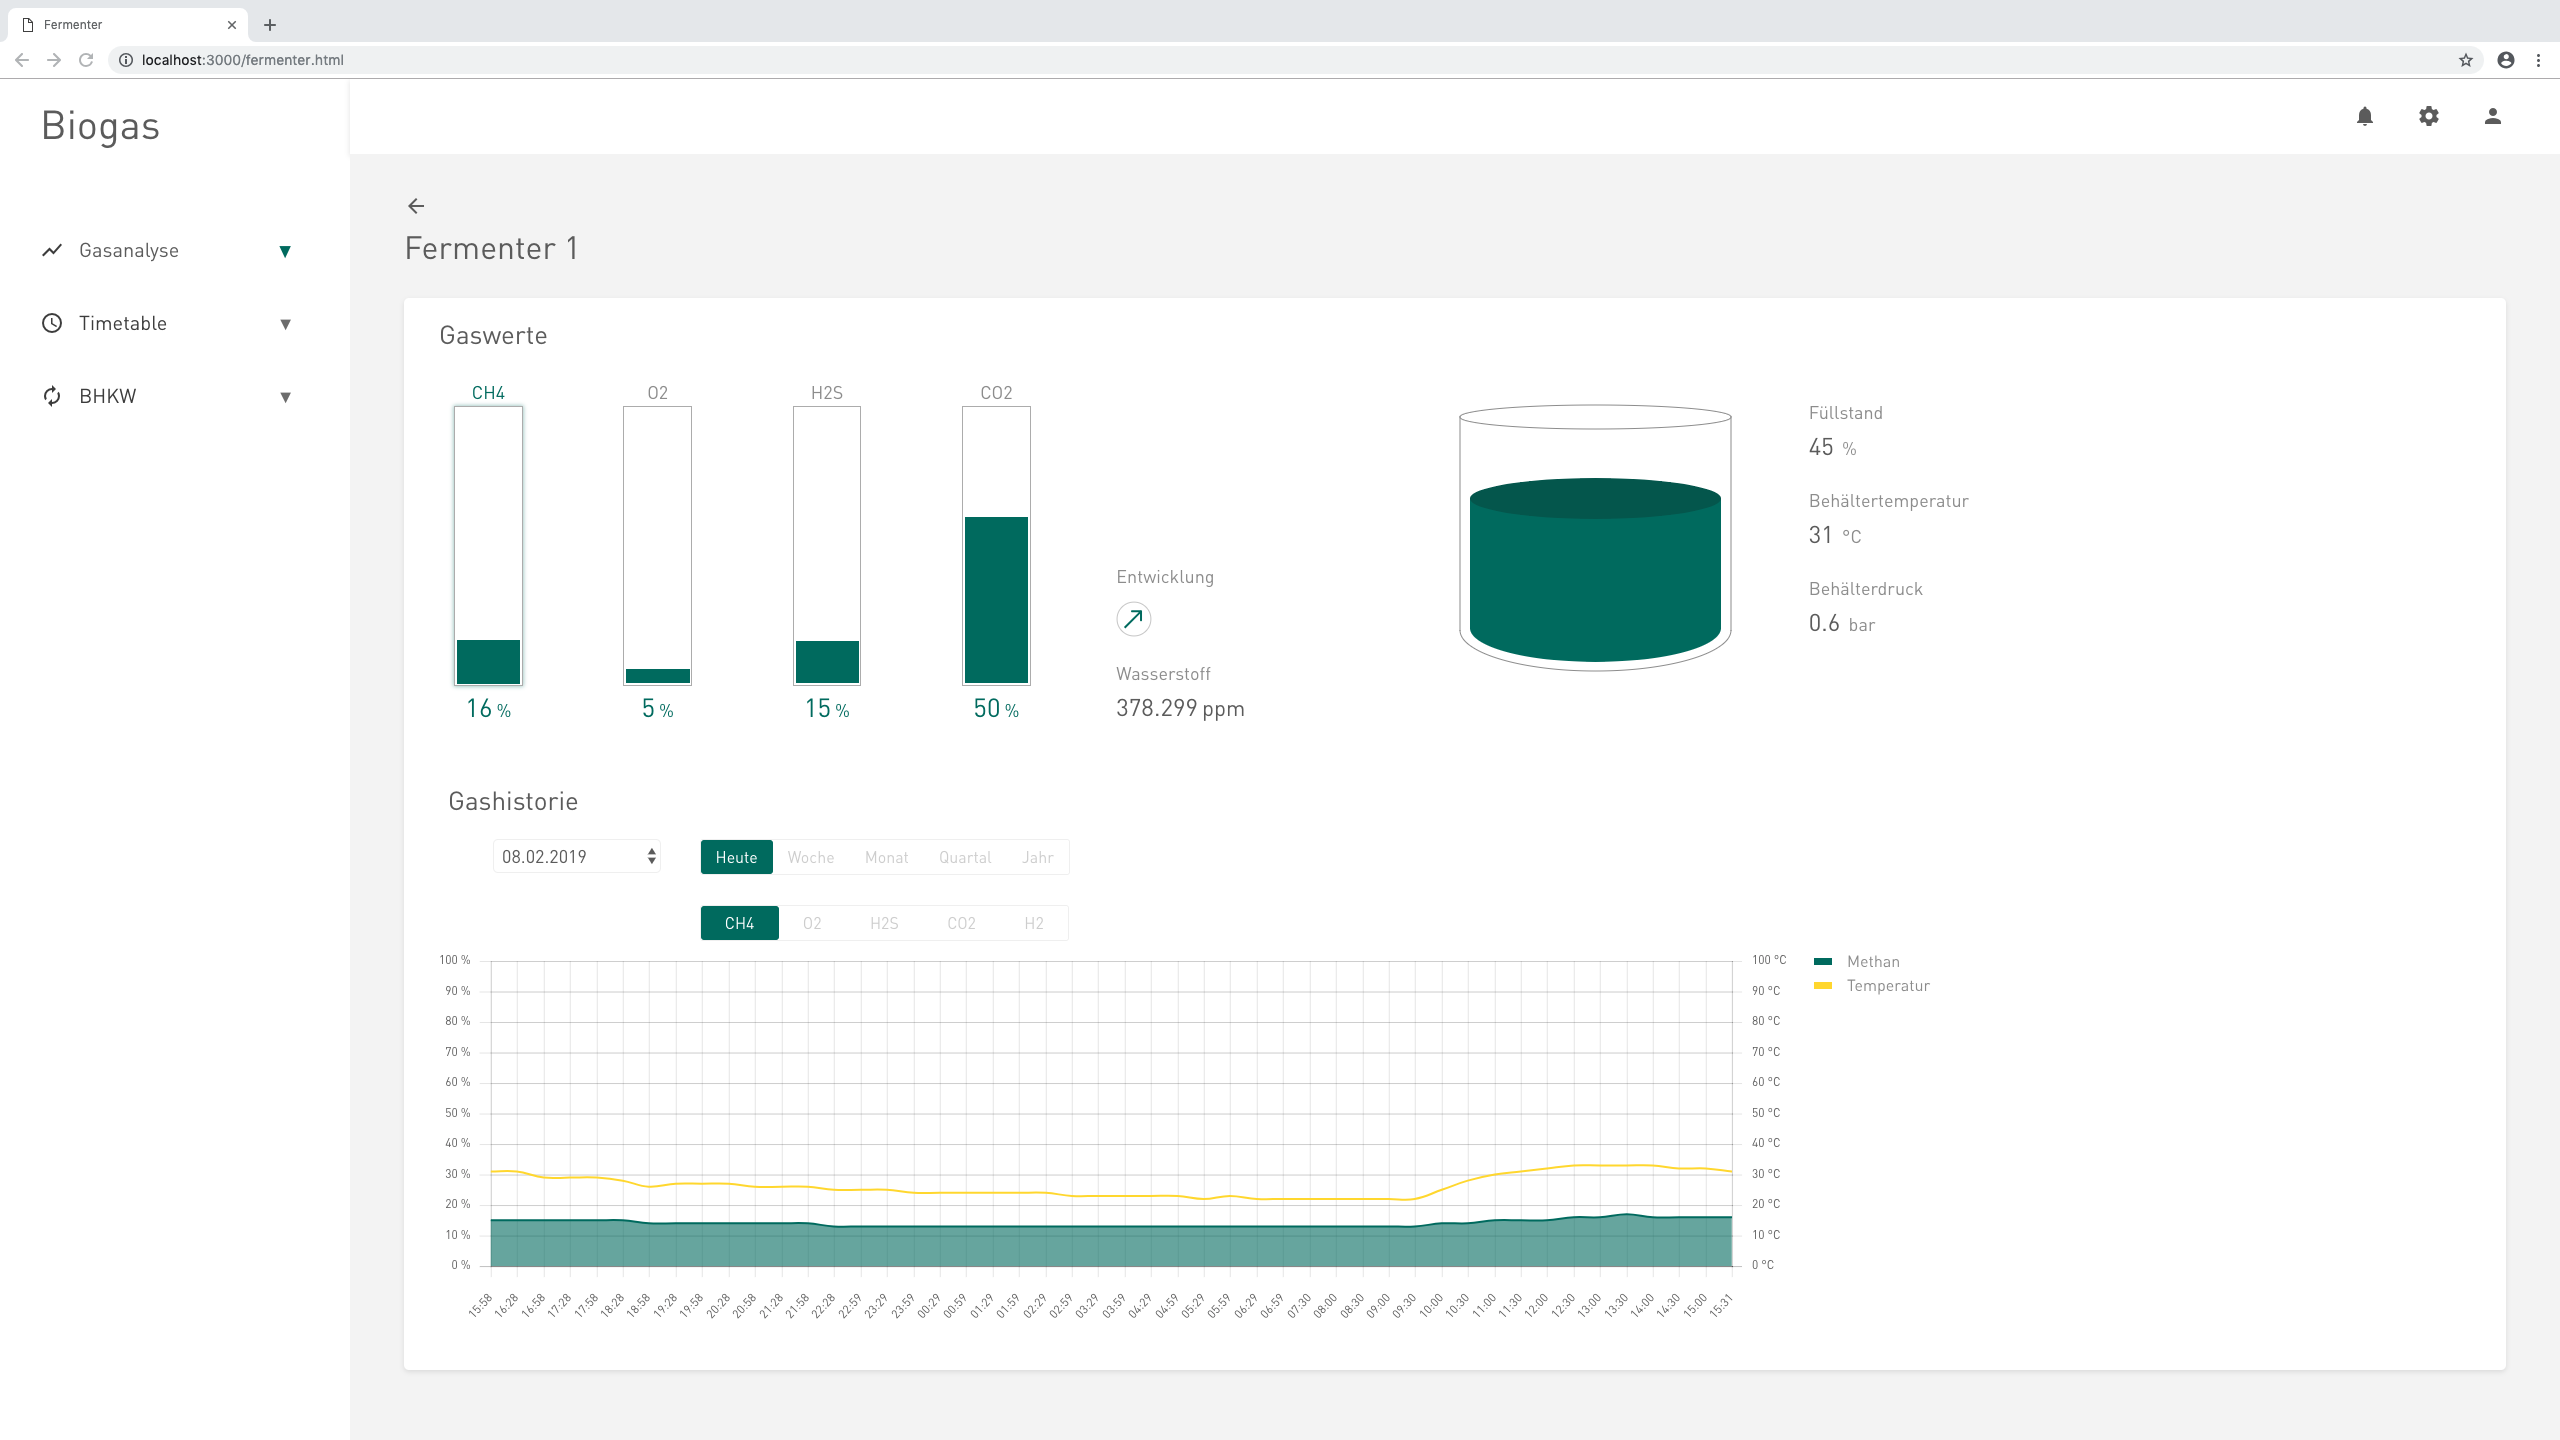 Fermenter
localhost:3000/fermenter.html
Biogas
Gasanalyse
Timetable
BHKW
Fermenter 1
Gaswerte
CH4 O2 H2S CO2
16 % 5 % 15 % 50 %
Entwicklung
Wasserstoff
378.299 ppm
Füllstand
45 %
Behältertemperatur
31 °C
Behälterdruck
0.6 bar
Gashistorie
08.02.2019
Heute Woche Monat Quartal Jahr
CH4 O2 H2S CO2 H2
100 % 100 °C
90 % 90 °C
80 % 80 °C
70 % 70 °C
60 % 60 °C
50 % 50 °C
40 % 40 °C
30 % 30 °C
20 % 20 °C
10 % 10 °C
0 % 0 °C
Methan
Temperatur
15:58 16:28 16:58 17:28 17:58 18:28 18:58 19:28 19:58 20:28 20:58 21:28 21:58 22:28 22:59 23:29 23:59 00:29 00:59 01:29 01:59 02:29 02:59 03:29 03:59 04:29 04:59 05:29 05:59 06:29 06:59 07:30 08:00 08:30 09:00 09:30 10:00 10:30 11:00 11:30 12:00 12:30 13:00 13:30 14:00 14:30 15:00 15:31